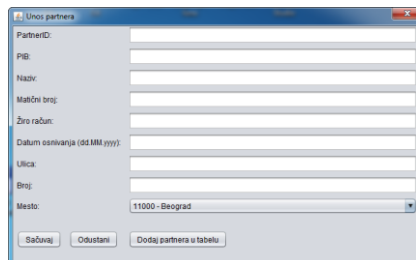 Unos partnera
PartnerID:
PIB:
Naziv:
Matični broj:
Žiro račun:
Datum osnivanja (dd.MM.yyyy):
Ulica:
Broj:
Mesto: 11000 - Beograd
Sačuvaj Odustani Dodaj partnera u tabelu